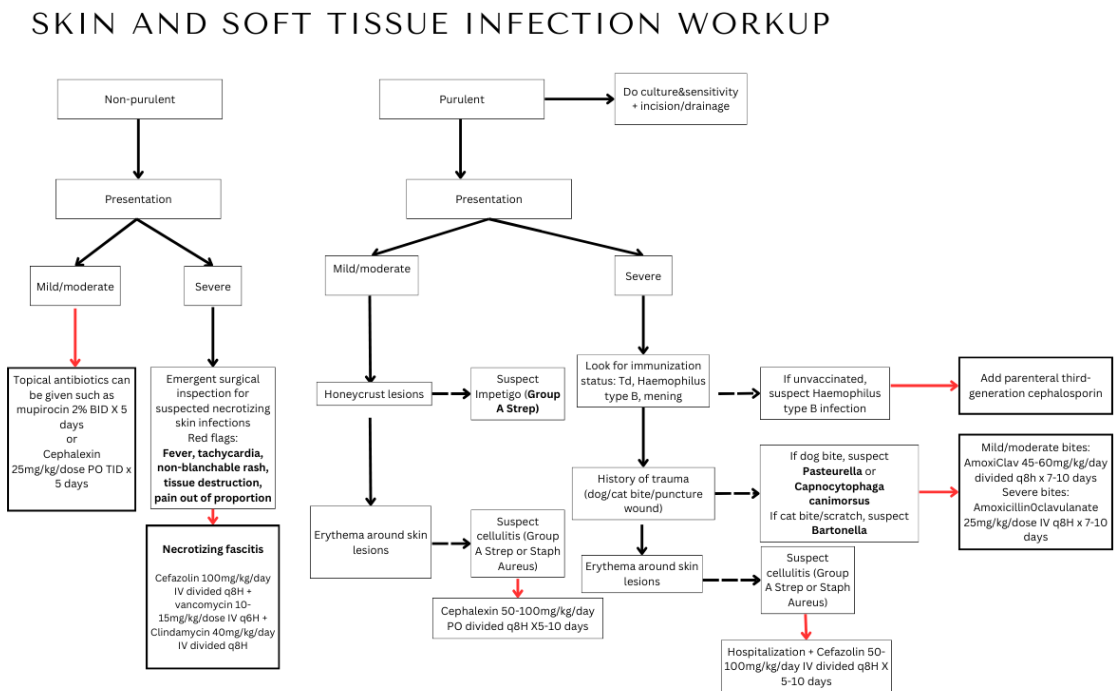 SKIN AND SOFT TISSUE INFECTION WORKUP
Non-purulent
Presentation
Mild/moderate
Severe
Topical antibiotics can
be given such as
mupirocin 2% BID X 5
days
or
Cephalexin
25mg/kg/dose PO TID x
5 days
Emergent surgical
inspection for
suspected necrotizing
skin infections
Red flags:
Fever, tachycardia,
non-blanchable rash,
tissue destruction,
pain out of proportion
Necrotizing fascitis
Cefazolin 100mg/kg/day
IV divided q8H +
vancomycin 10-
15mg/kg/dose IV q6H +
Clindamycin 40mg/kg/day
IV divided q8H
Purulent
Do culture&sensitivity
+ incision/drainage
Presentation
Mild/moderate
Severe
Honeycrust lesions
Suspect
Impetigo (Group
A Strep)
Erythema around skin
lesions
Suspect
cellulitis (Group
A Strep or Staph
Aureus)
Cephalexin 50-100mg/kg/day
PO divided q8H X5-10 days
Look for immunization
status: Td, Haemophilus
type B, mening
If unvaccinated,
suspect Haemophilus
type B infection
Add parenteral third-
generation cephalosporin
History of trauma
(dog/cat bite/puncture
wound)
If dog bite, suspect
Pasteurella or
Capnocytophaga
canimorsus
If cat bite/scratch, suspect
Bartonella
Mild/moderate bites:
AmoxiClav 45-60mg/kg/day
divided q8h x 7-10 days
Severe bites:
Amoxicillin0clavulanate
25mg/kg/dose IV q8H x 7-10
days
Erythema around skin
lesions
Suspect
cellulitis (Group
A Strep or Staph
Aureus)
Hospitalization + Cefazolin 50-
100mg/kg/day IV divided q8H X
5-10 days